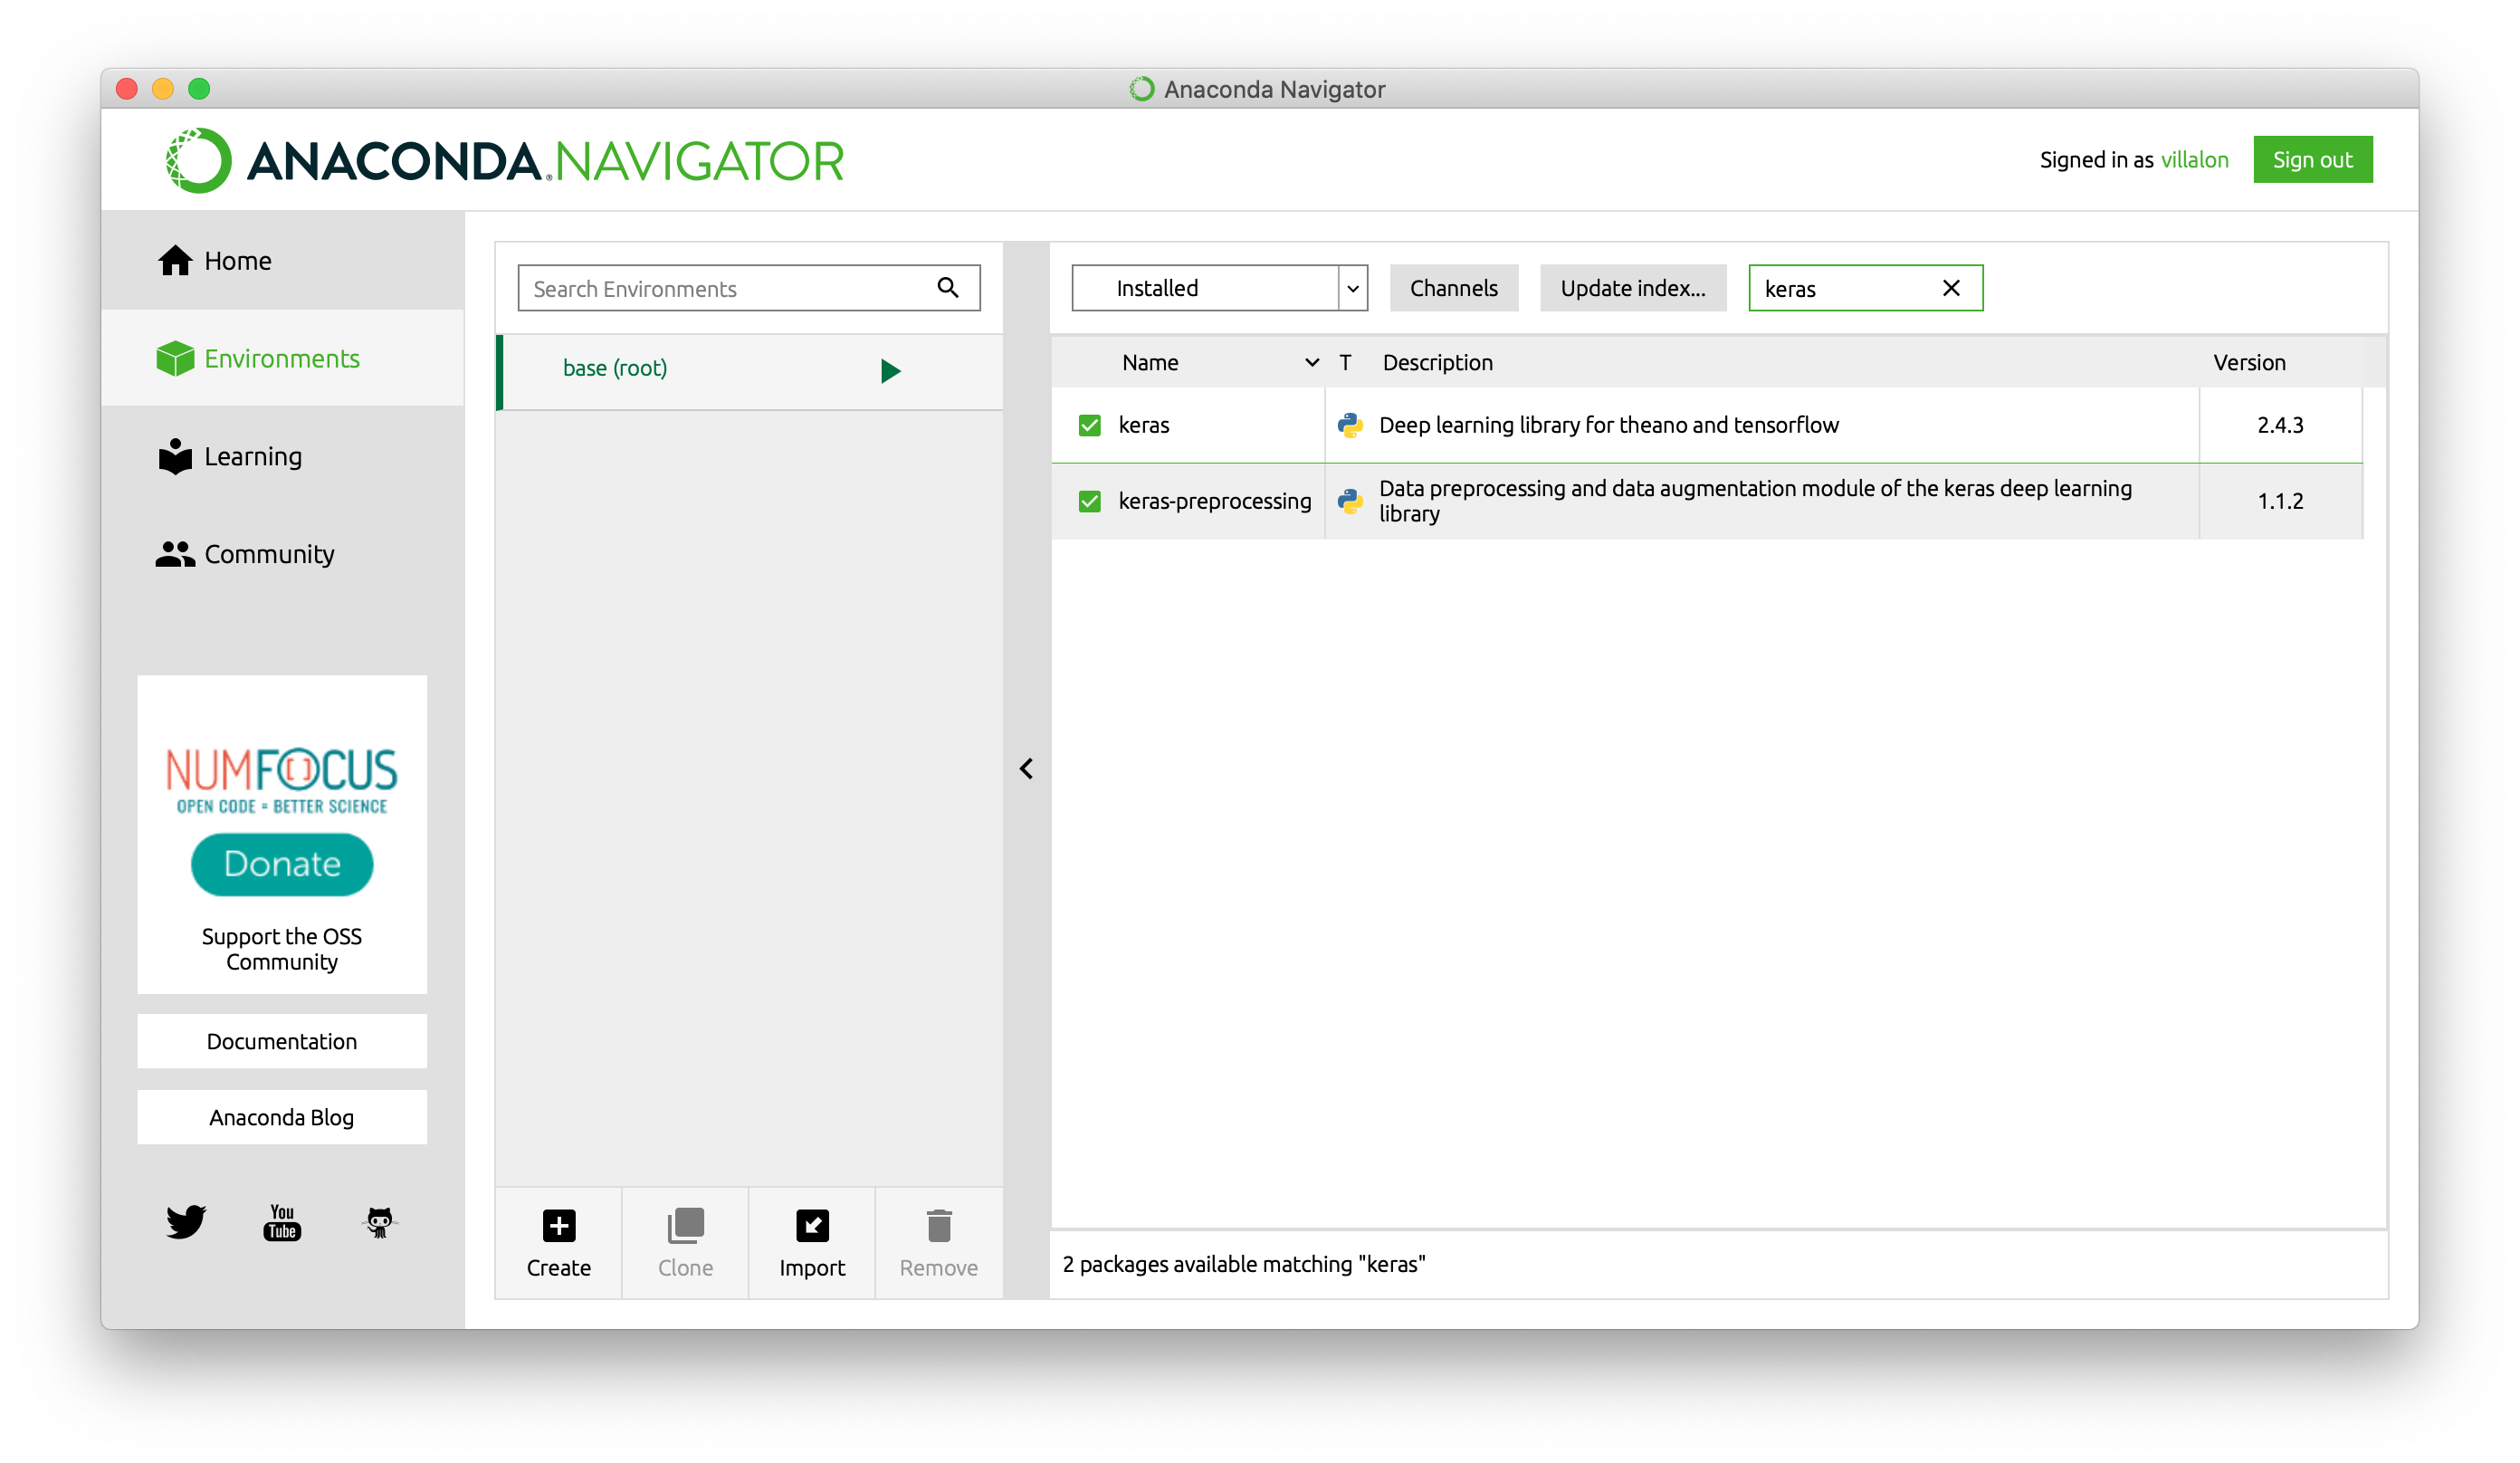 Anaconda Navigator
ANACONDA.NAVIGATOR
Signed in as villalon
Sign out
Home
Environments
Learning
Community
NUMFOCUS
OPEN CODE = BETTER SCIENCE
Donate
Support the OSS
Community
Documentation
Anaconda Blog
You
Tube
Search Environments
base (root)
Create
Clone
Import
Remove
Installed
Channels
Update index...
keras
Name T Description Version
keras Deep learning library for theano and tensorflow 2.4.3
keras-preprocessing Data preprocessing and data augmentation module of the keras deep learning
library 1.1.2
2 packages available matching "keras"